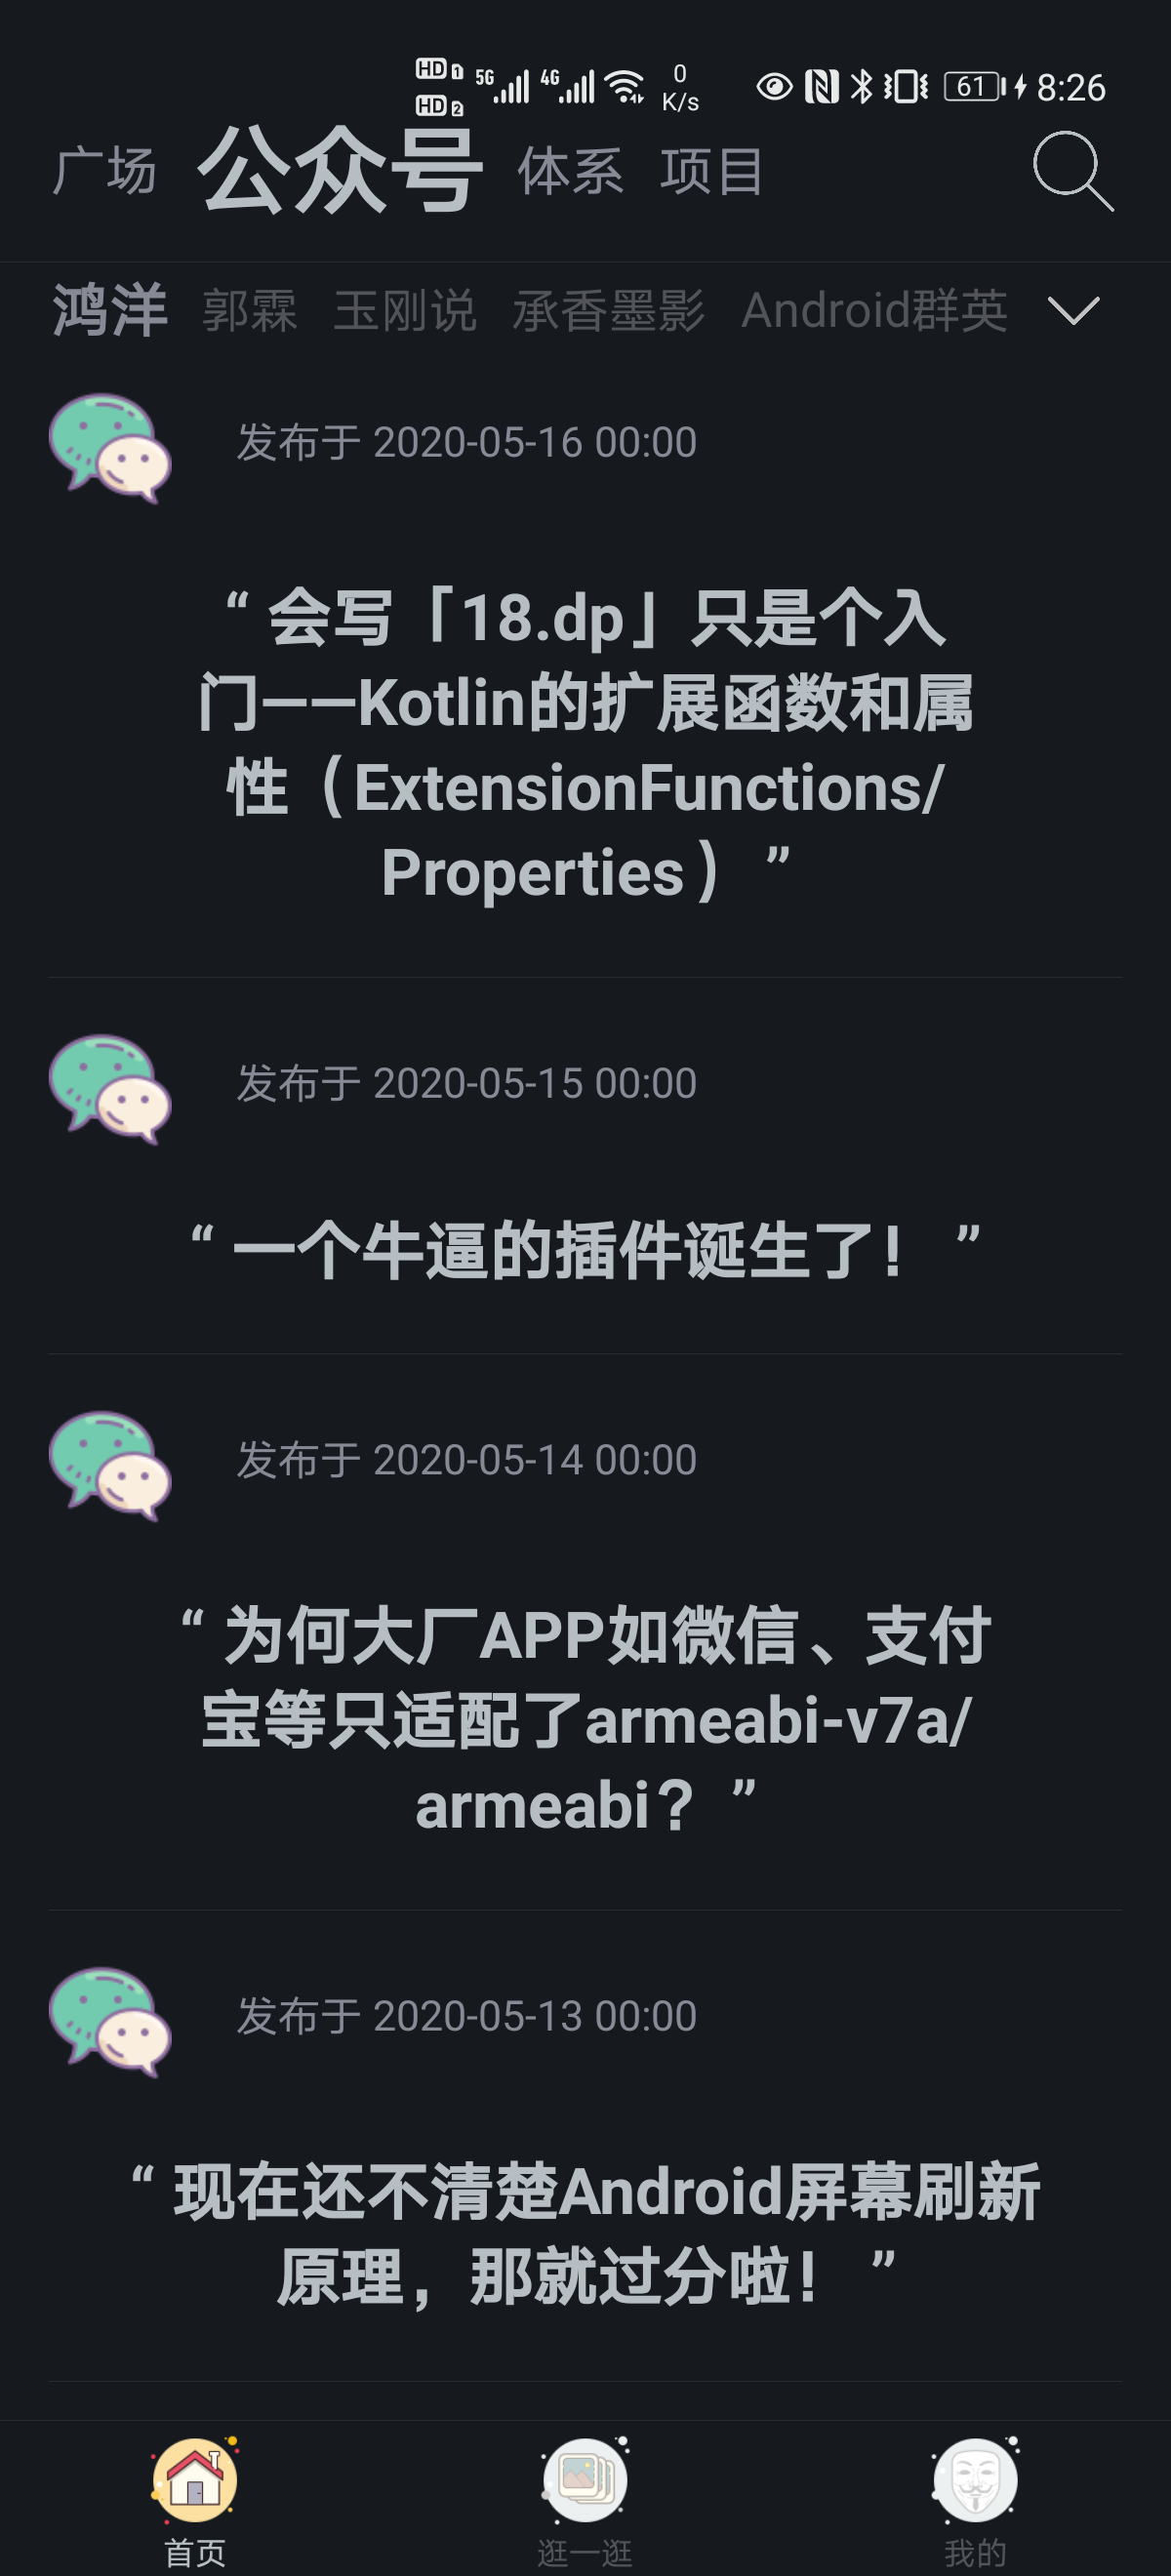 HD 1 HD 2 5G 4G 0 K/s 61 8:26
广场 公众号 体系 项目
鸿洋 郭霖 玉刚说 承香墨影 Android群英
发布于 2020-05-16 00:00
“ 会写「18.dp」只是个入
门——Kotlin的扩展函数和属
性（ExtensionFunctions/
Properties） ”
发布于 2020-05-15 00:00
“ 一个牛逼的插件诞生了！ ”
发布于 2020-05-14 00:00
“ 为何大厂APP如微信、支付
宝等只适配了armeabi-v7a/
armeabi？ ”
发布于 2020-05-13 00:00
“ 现在还不清楚Android屏幕刷新
原理，那就过分啦！ ”
首页 逛一逛 我的